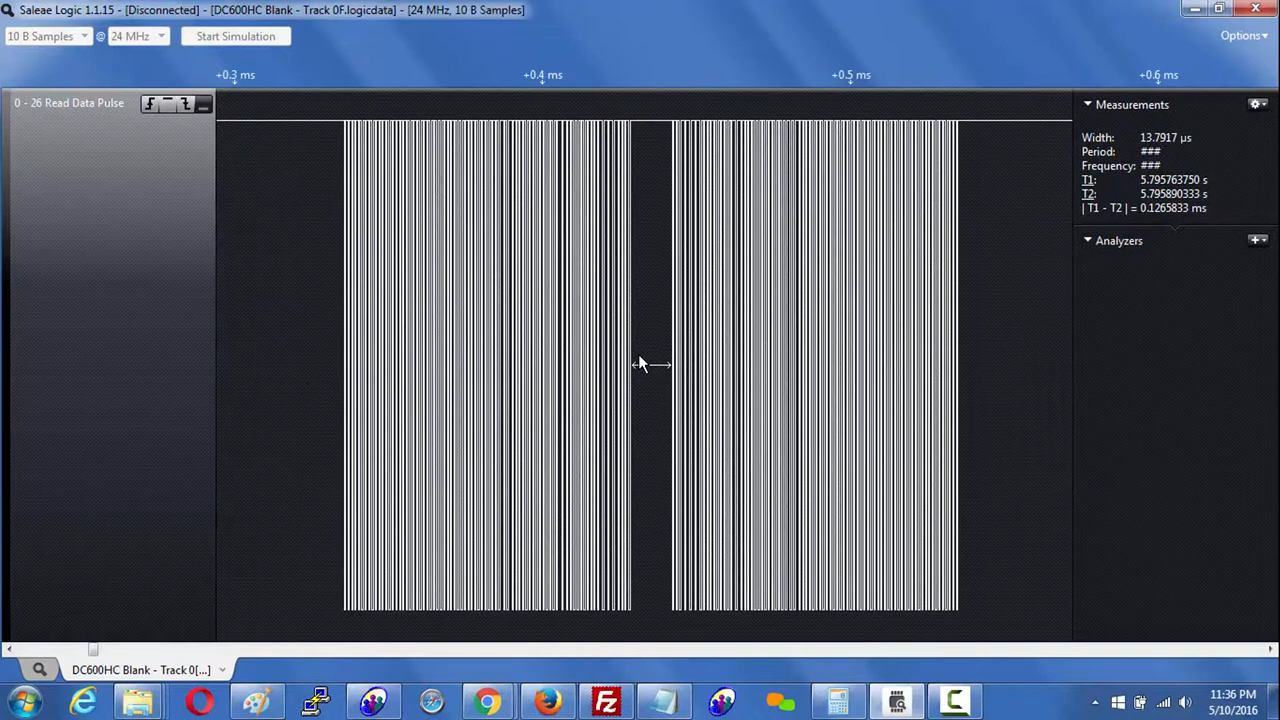 Saleae Logic 1.1.15 - [Disconnected] - [DC600HC Blank - Track 0F.logicdata] - [24 MHz, 10 B Samples]
10 B Samples @ 24 MHz Start Simulation Options
+0.3 ms +0.4 ms +0.5 ms +0.6 ms
0 - 26 Read Data Pulse
Measurements
Width: 13.7917 µs
Period: ###
Frequency: ###
T1: 5.795763750 s
T2: 5.795890333 s
| T1 - T2 | = 0.1265833 ms
Analyzers
DC600HC Blank - Track 0[...]
11:36 PM
5/10/2016